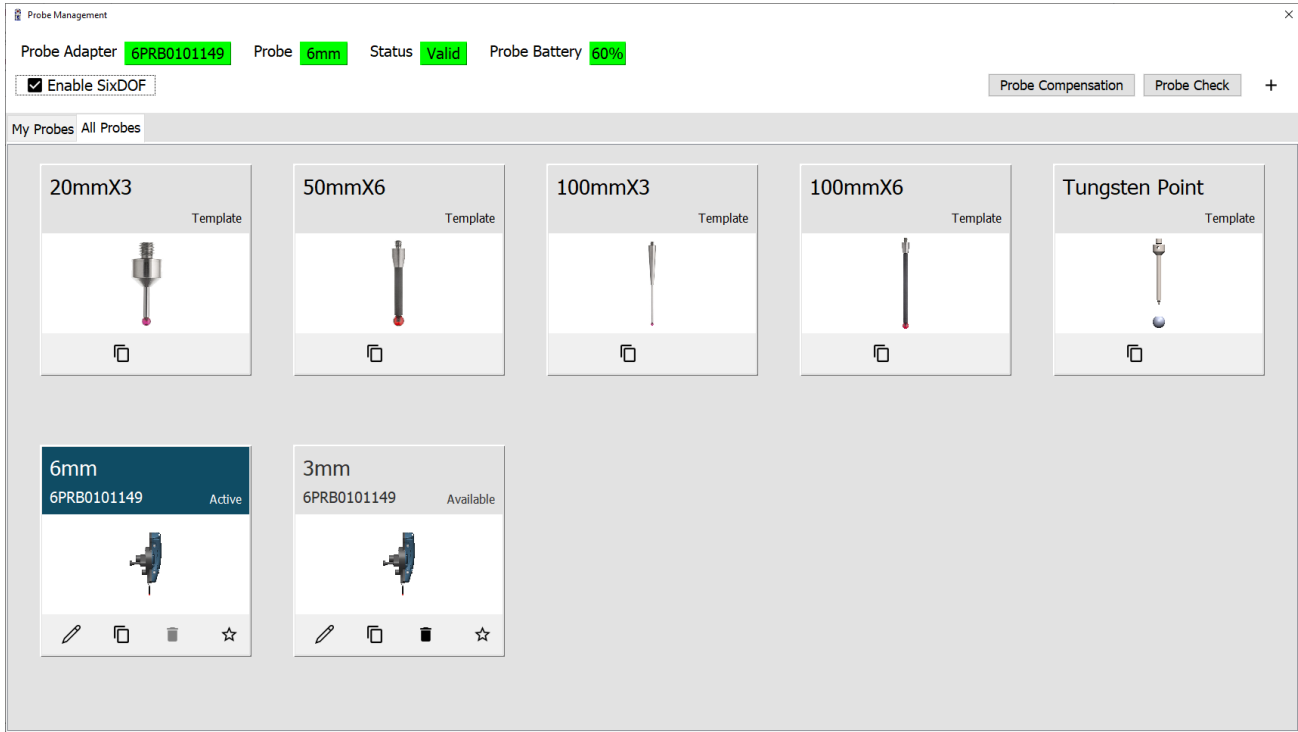 Probe Management
Probe Adapter 6PRB0101149 Probe 6mm Status Valid Probe Battery 60%
Enable SixDOF Probe Compensation Probe Check +
My Probes All Probes
20mmX3 50mmX6 100mmX3 100mmX6 Tungsten Point
Template Template Template Template Template
6mm 3mm
6PRB0101149 Active 6PRB0101149 Available